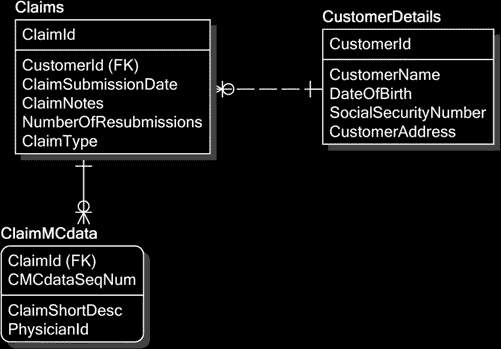 Claims
ClaimId
CustomerId (FK)
ClaimSubmissionDate
ClaimNotes
NumberOfResubmissions
ClaimType
CustomerDetails
CustomerId
CustomerName
DateOfBirth
SocialSecurityNumber
CustomerAddress
ClaimMCdata
ClaimId (FK)
CMCdataSeqNum
ClaimShortDesc
PhysicianId